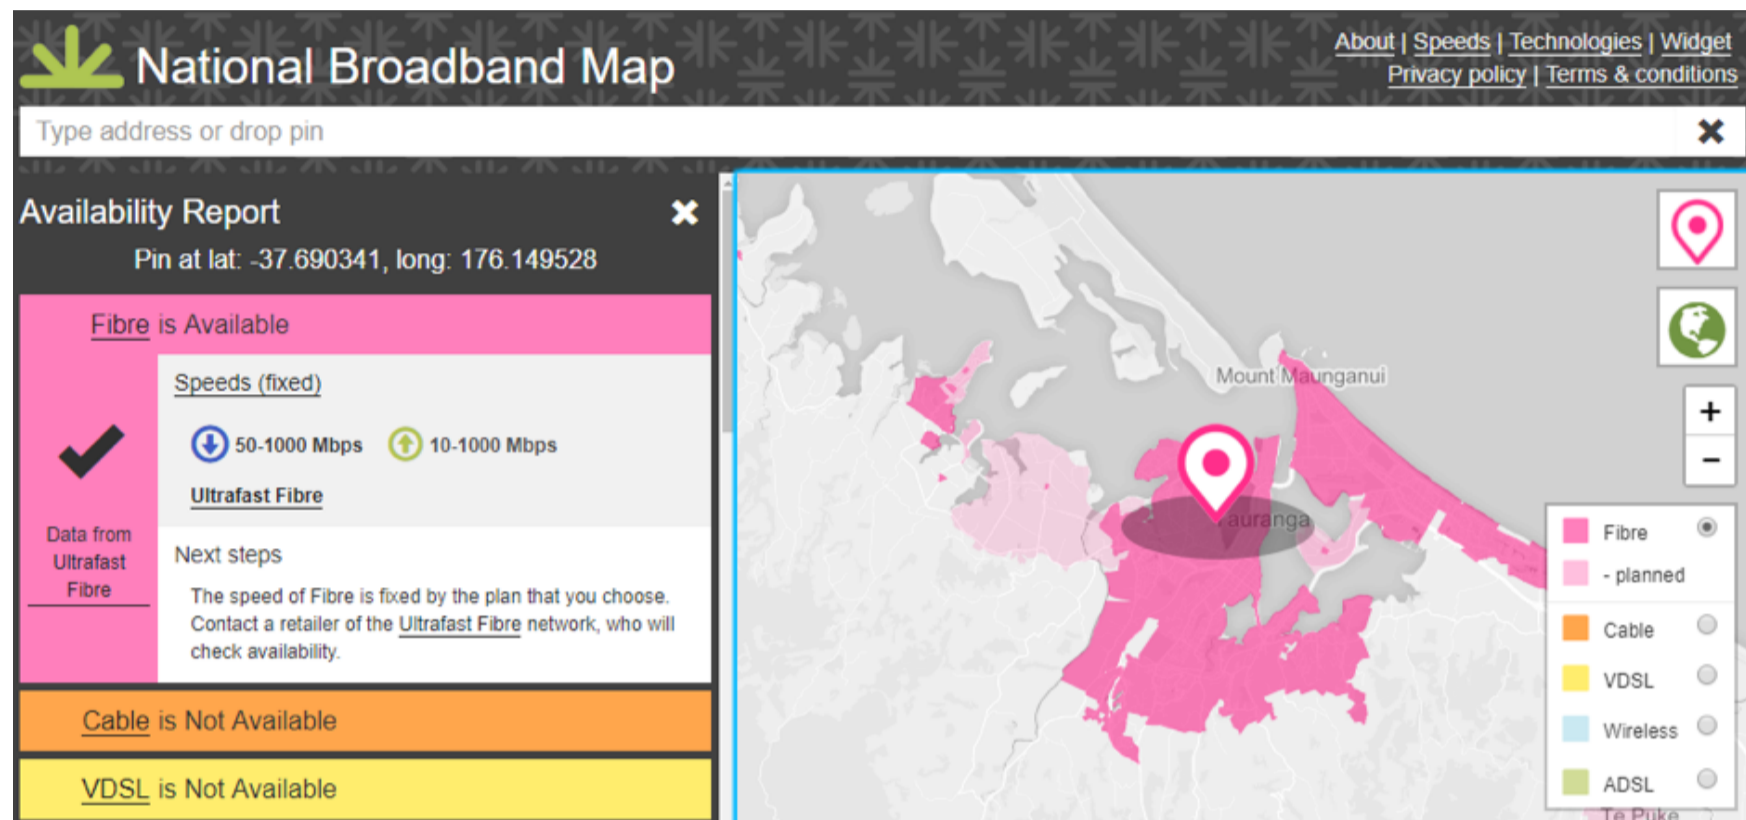 National Broadband Map
About | Speeds | Technologies | Widget
Privacy policy | Terms & conditions
Type address or drop pin
Availability Report
Pin at lat: -37.690341, long: 176.149528
Fibre is Available
Speeds (fixed)
50-1000 Mbps 10-1000 Mbps
Ultrafast Fibre
Data from
Ultrafast
Fibre
Next steps
The speed of Fibre is fixed by the plan that you choose.
Contact a retailer of the Ultrafast Fibre network, who will
check availability.
Cable is Not Available
VDSL is Not Available
Mount Maunganui
auranga
+
−
Fibre
- planned
Cable
VDSL
Wireless
ADSL
Te Puke